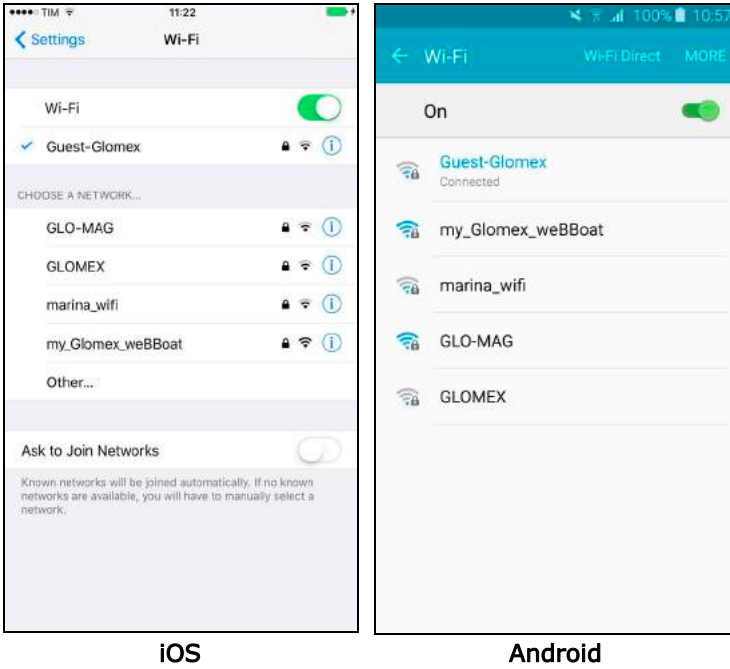 TIM 11:22
Settings Wi-Fi
Wi-Fi
Guest-Glomex
CHOOSE A NETWORK...
GLO-MAG
GLOMEX
marina_wifi
my_Glomex_weBBoat
Other...
Ask to Join Networks
Known networks will be joined automatically. If no known
networks are available, you will have to manually select a
network.
iOS
100% 10:57
Wi-Fi Wi-Fi Direct MORE
On
Guest-Glomex
Connected
my_Glomex_weBBoat
marina_wifi
GLO-MAG
GLOMEX
Android